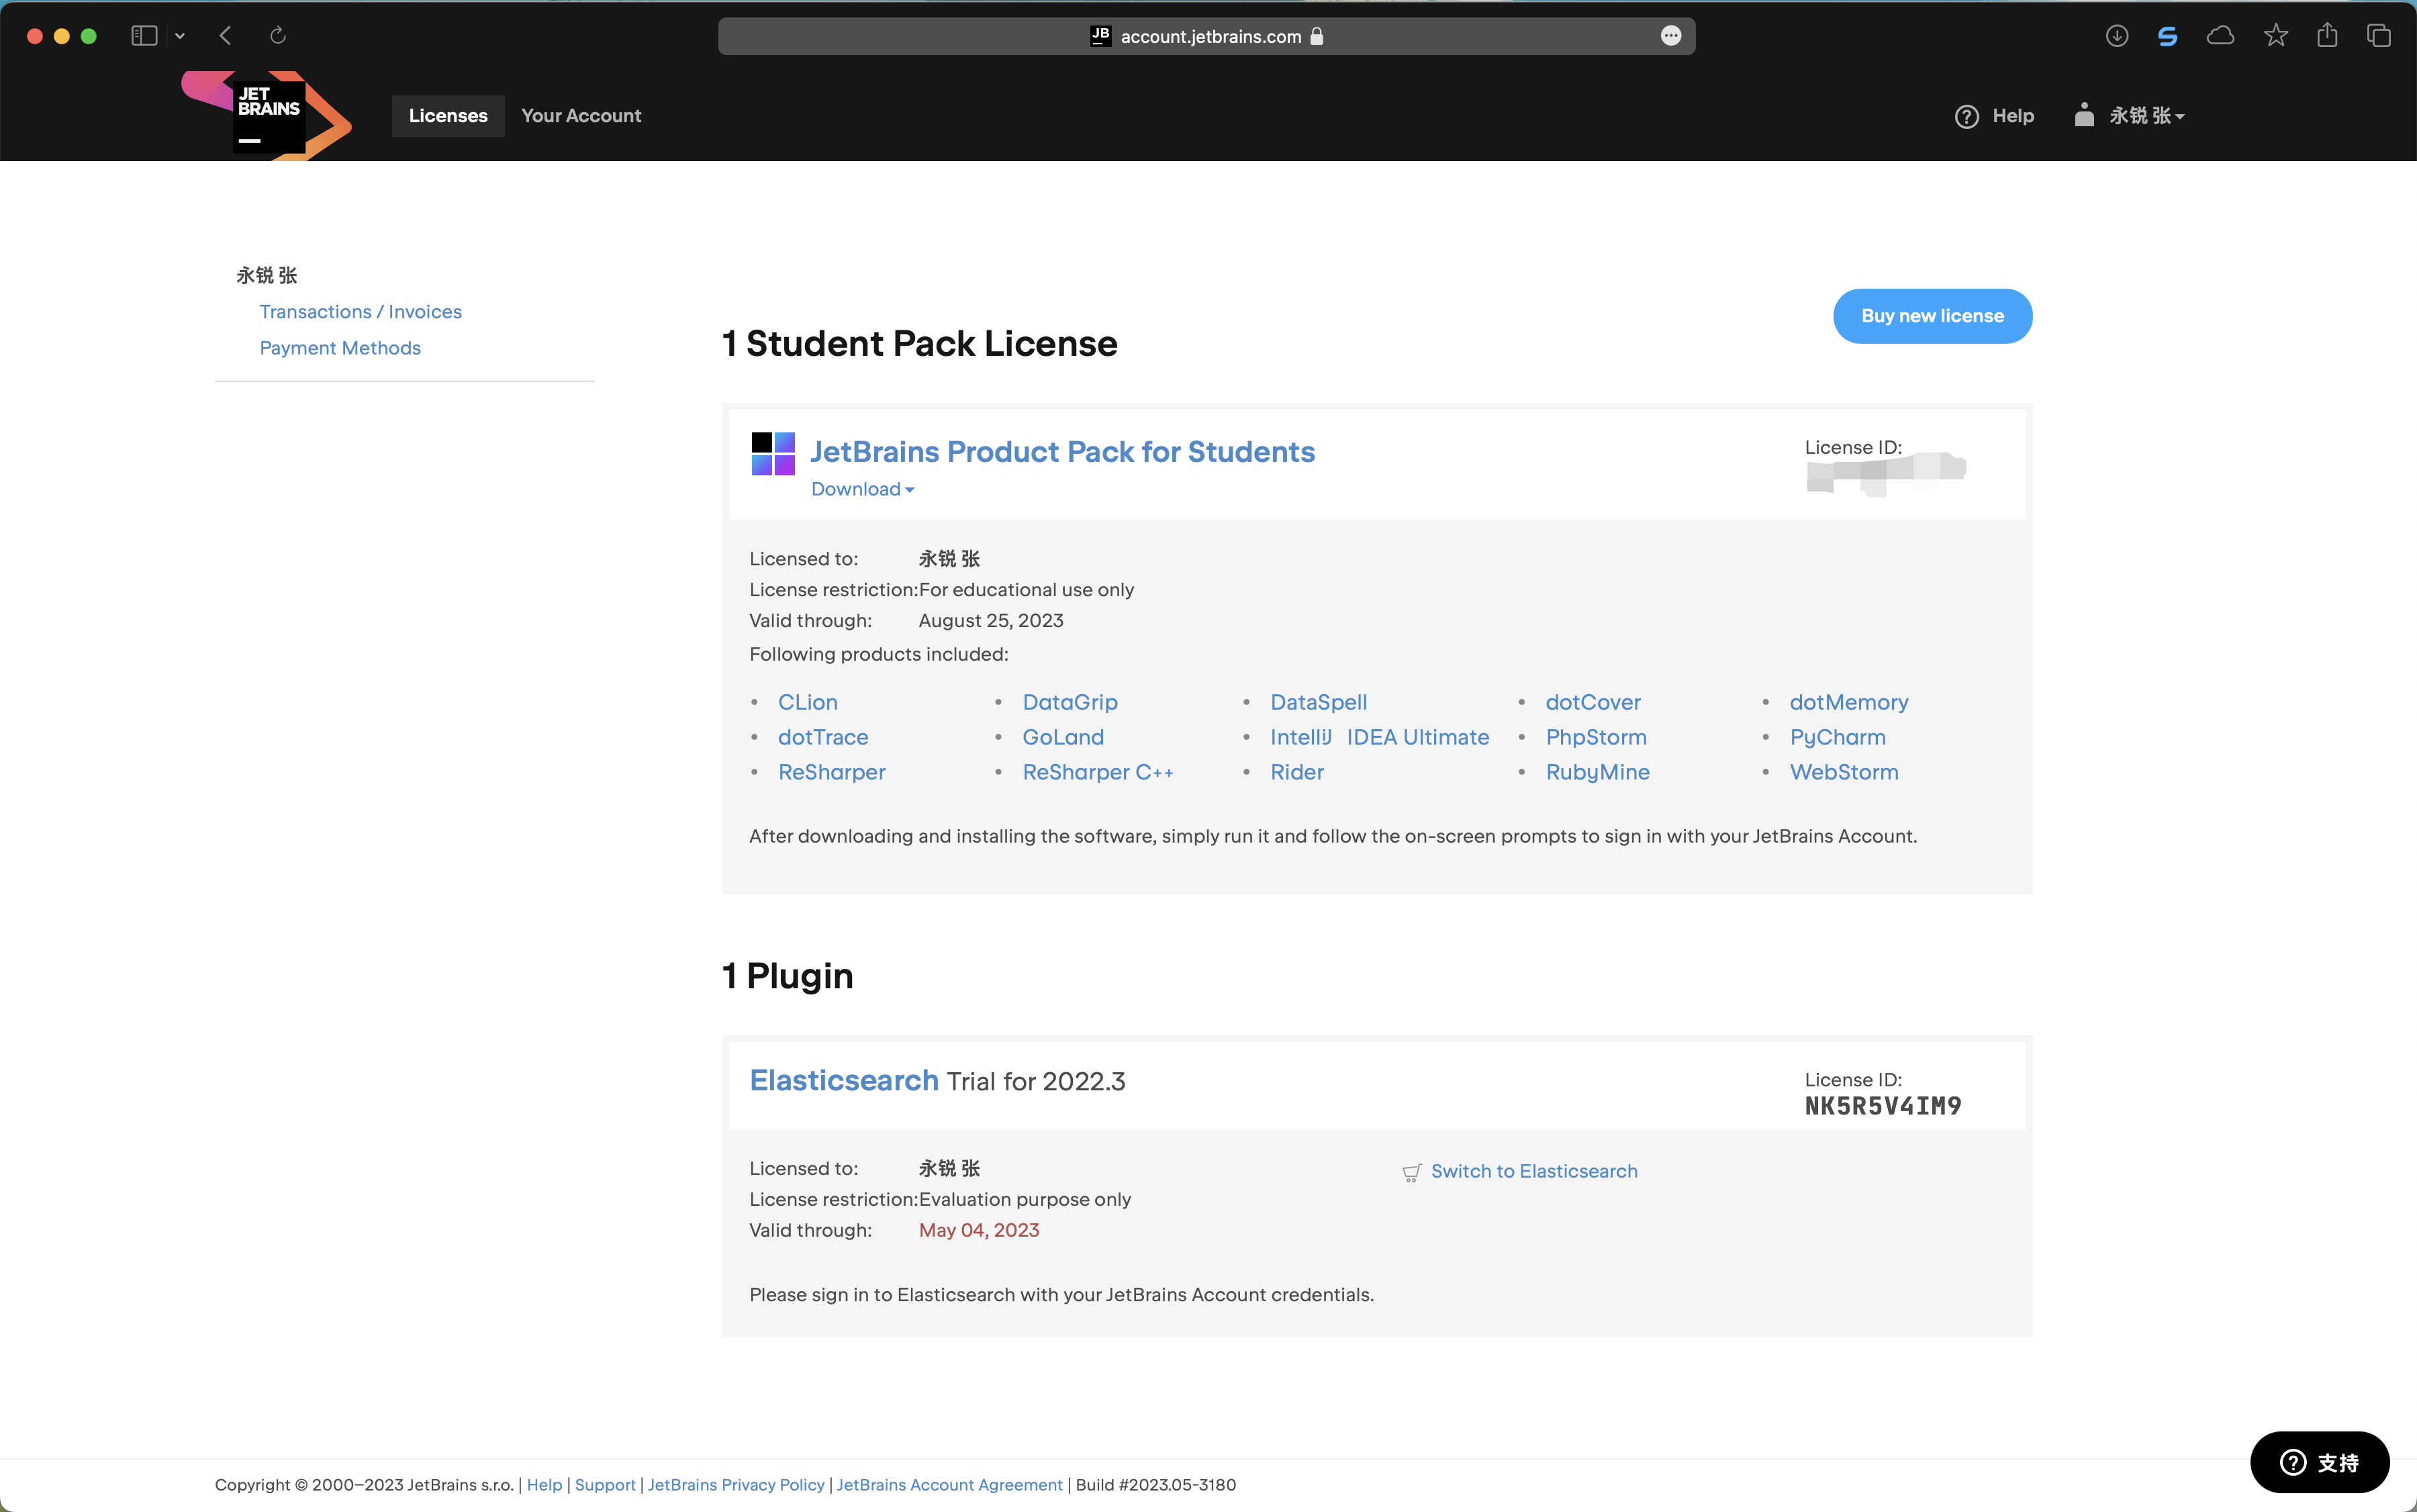 JB account.jetbrains.com
JET
BRAINS
Licenses
Your Account
Help
永锐 张
永锐 张
Transactions / Invoices
Payment Methods
1 Student Pack License
Buy new license
JetBrains Product Pack for Students
Download
License ID:
Licensed to: 永锐 张
License restriction:For educational use only
Valid through: August 25, 2023
Following products included:
• CLion • DataGrip • DataSpell • dotCover • dotMemory
• dotTrace • GoLand • IntelliJ IDEA Ultimate • PhpStorm • PyCharm
• ReSharper • ReSharper C++ • Rider • RubyMine • WebStorm
After downloading and installing the software, simply run it and follow the on-screen prompts to sign in with your JetBrains Account.
1 Plugin
Elasticsearch Trial for 2022.3
License ID:
NK5R5V4IM9
Licensed to: 永锐 张
License restriction:Evaluation purpose only
Valid through: May 04, 2023
Switch to Elasticsearch
Please sign in to Elasticsearch with your JetBrains Account credentials.
支持
Copyright © 2000–2023 JetBrains s.r.o. | Help | Support | JetBrains Privacy Policy | JetBrains Account Agreement | Build #2023.05-3180